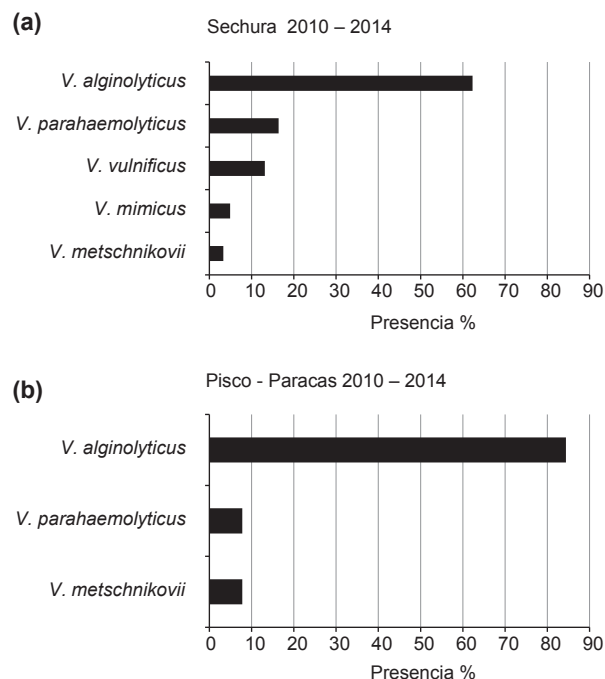 (a)
Sechura 2010 – 2014
V. alginolyticus
V. parahaemolyticus
V. vulnificus
V. mimicus
V. metschnikovii
0 10 20 30 40 50 60 70 80 90
Presencia %
(b)
Pisco - Paracas 2010 – 2014
V. alginolyticus
V. parahaemolyticus
V. metschnikovii
0 10 20 30 40 50 60 70 80 90
Presencia %